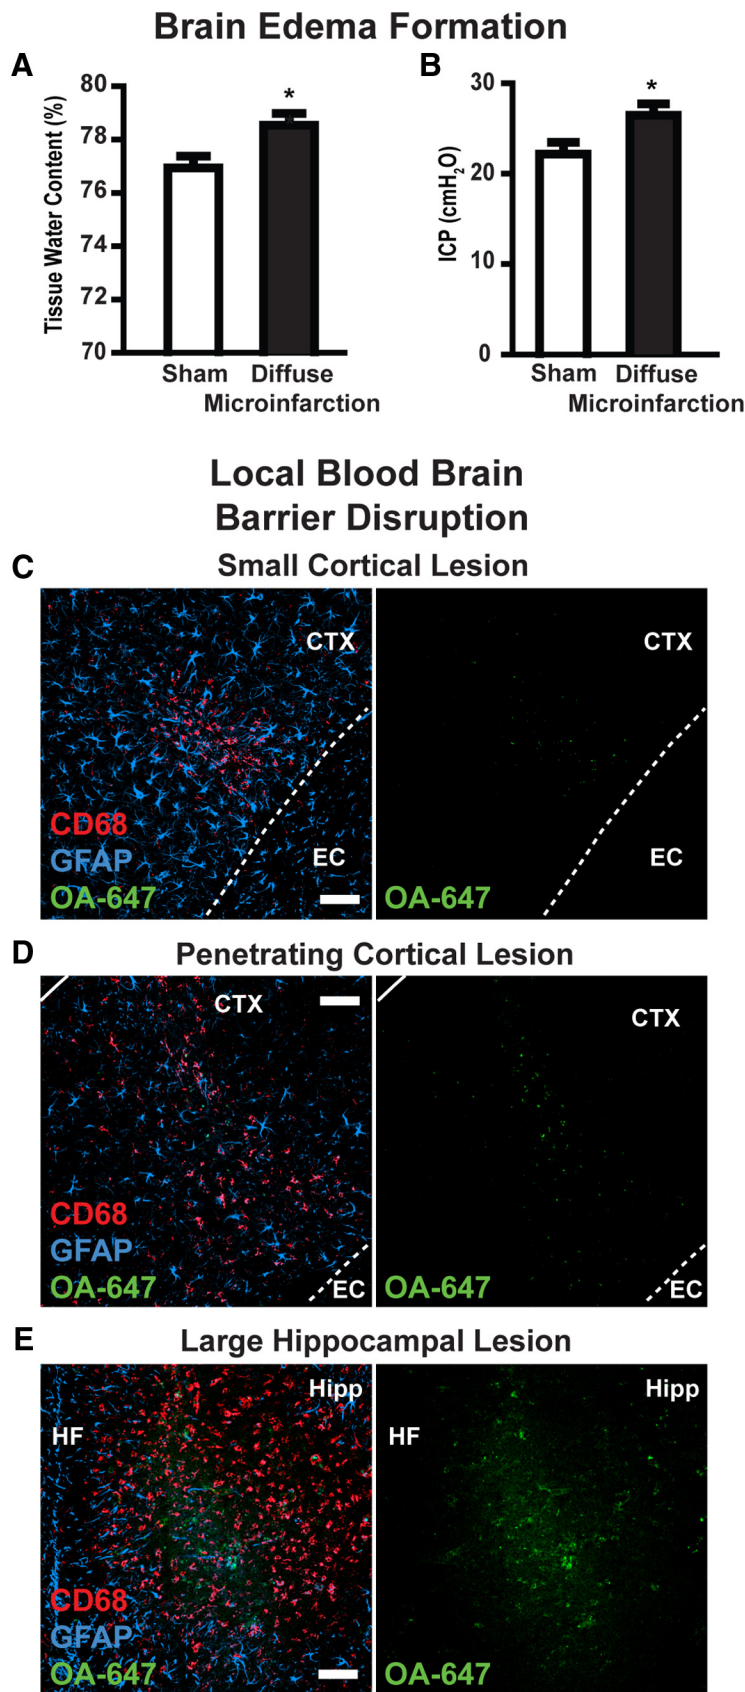 Brain Edema Formation
A
B
*
*
80
78
76
74
72
70
Tissue Water Content (%)
Sham
Diffuse
Microinfarction
30
20
10
0
ICP (cmH₂O)
Sham
Diffuse
Microinfarction
Local Blood Brain
Barrier Disruption
C
Small Cortical Lesion
CTX
CD68
GFAP
OA-647
EC
CTX
EC
OA-647
D
Penetrating Cortical Lesion
CTX
CD68
GFAP
OA-647
EC
CTX
OA-647
EC
E
Large Hippocampal Lesion
Hipp
HF
CD68
GFAP
OA-647
Hipp
HF
OA-647